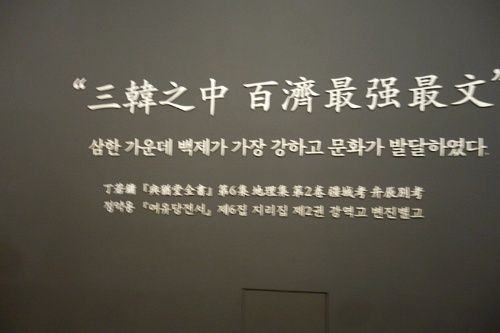 “三韓之中 百濟最强最文”
삼한 가운데 백제가 가장 강하고 문화가 발달하였다.
丁若鏞 『與猶堂全書』 第6集 地理集 第2卷 疆域考 弁辰別考
정약용 『여유당전서』 제6집 지리집 제2권 강역고 변진별고